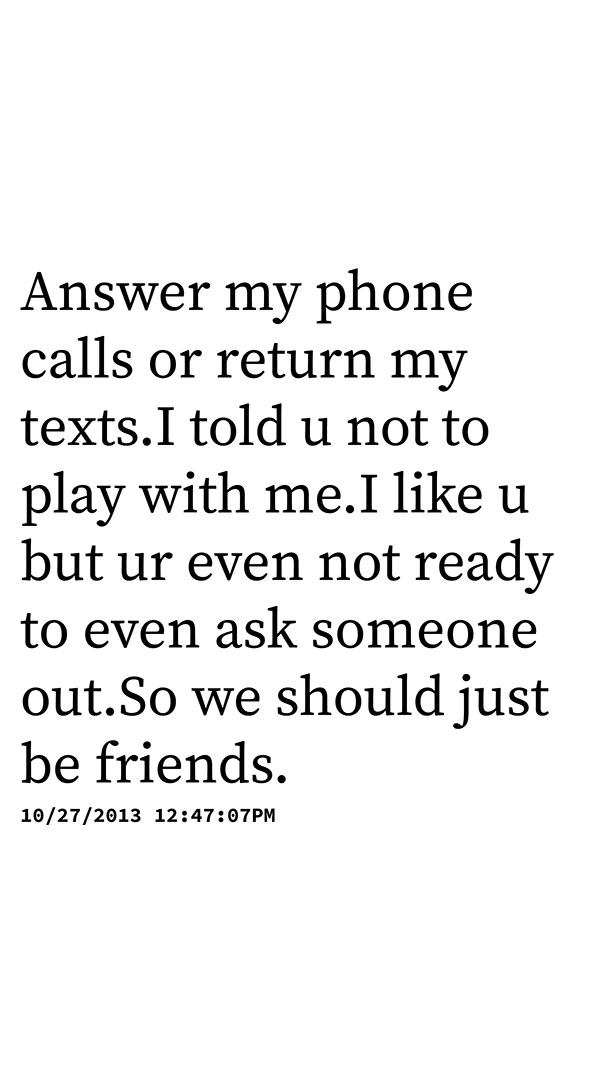 Answer my phone
calls or return my
texts.I told u not to
play with me.I like u
but ur even not ready
to even ask someone
out.So we should just
be friends.
10/27/2013 12:47:07PM